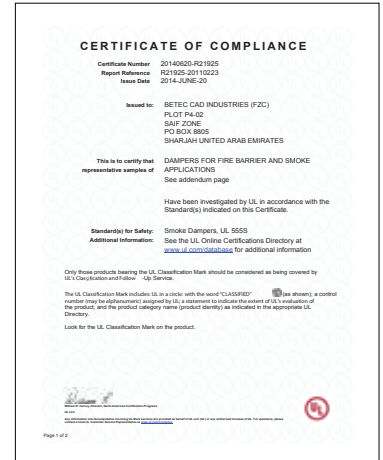 CERTIFICATE OF COMPLIANCE
Certificate Number 20140620-R21925
Report Reference R21925-20110223
Issue Date 2014-JUNE-20
Issued to: BETEC CAD INDUSTRIES (FZC)
PLOT P4-02
SAIF ZONE
PO BOX 8805
SHARJAH UNITED ARAB EMIRATES
This is to certify that DAMPERS FOR FIRE BARRIER AND SMOKE
representative samples of APPLICATIONS
See addendum page
Have been investigated by UL in accordance with the
Standard(s) indicated on this Certificate.
Standard(s) for Safety: Smoke Dampers, UL 555S
Additional Information: See the UL Online Certifications Directory at
www.ul.com/database for additional information
Only those products bearing the UL Classification Mark should be considered as being covered by
UL's Classification and Follow -Up Service.
The UL Classification Mark includes: UL in a circle: with the word "CLASSIFIED" (as shown); a control
number (may be alphanumeric) assigned by UL; a statement to indicate the extent of UL's evaluation of
the product; and the product category name (product identity) as indicated in the appropriate UL
Directory.
Look for the UL Classification Mark on the product.
UL
Page 1 of 2